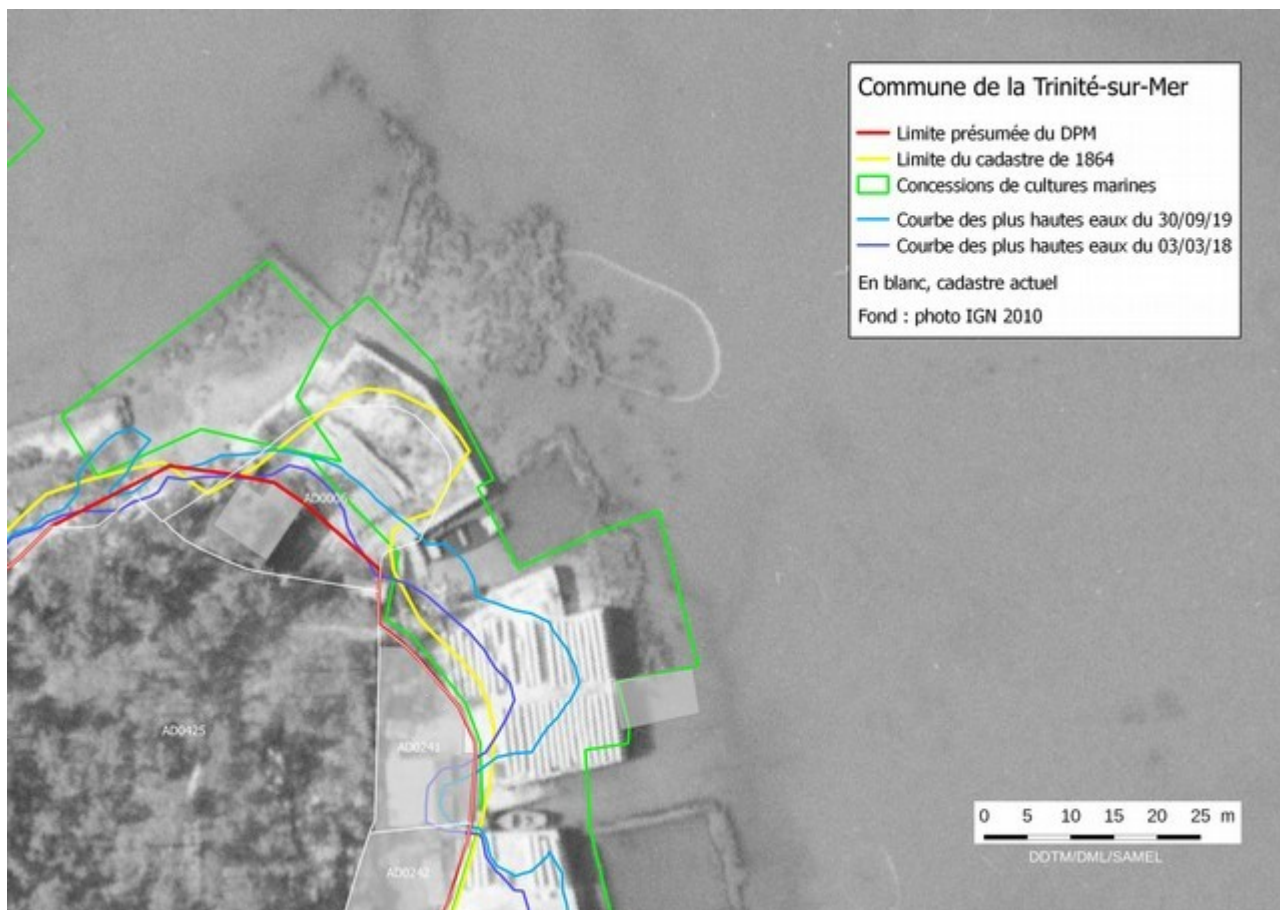 Commune de la Trinité-sur-Mer
Limite présumée du DPM
Limite du cadastre de 1864
Concessions de cultures marines
Courbe des plus hautes eaux du 30/09/19
Courbe des plus hautes eaux du 03/03/18
En blanc, cadastre actuel
Fond : photo IGN 2010
AD0006
AD0425
AD0241
AD0242
0 5 10 15 20 25 m
DDTM/DML/SAMEL